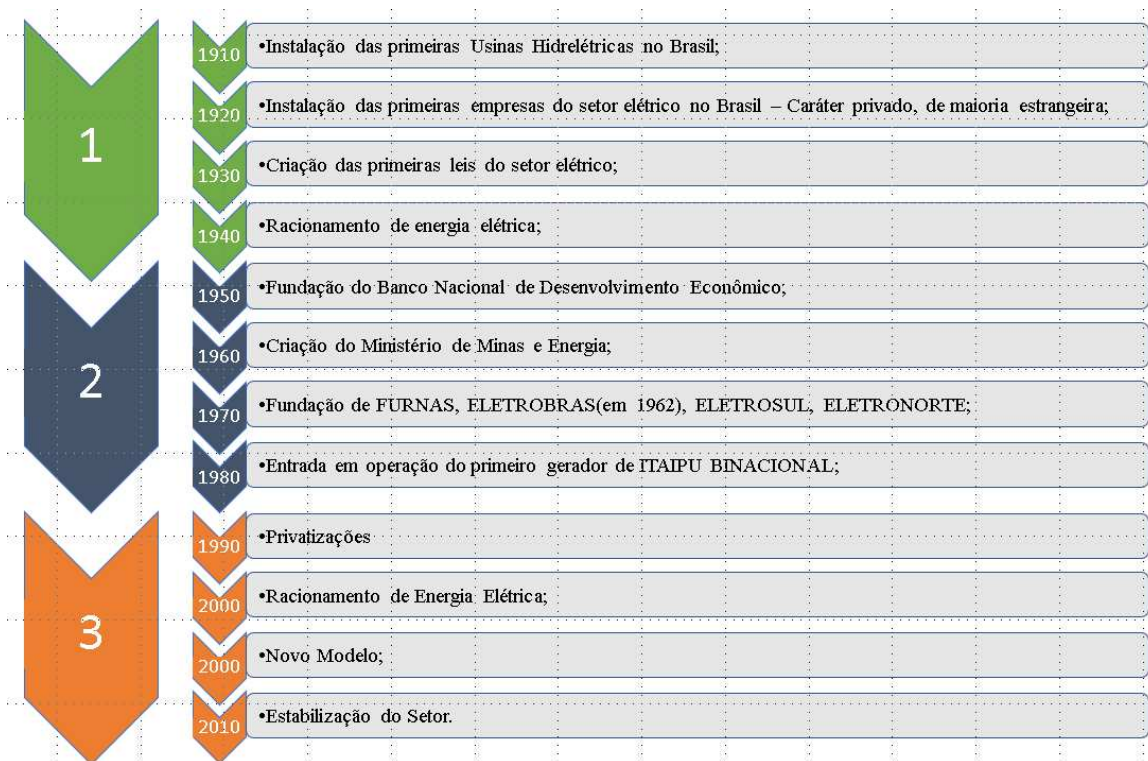 1
1910
•Instalação das primeiras Usinas Hidrelétricas no Brasil;
1920
•Instalação das primeiras empresas do setor elétrico no Brasil – Caráter privado, de maioria estrangeira;
1930
•Criação das primeiras leis do setor elétrico;
1940
•Racionamento de energia elétrica;
2
1950
•Fundação do Banco Nacional de Desenvolvimento Econômico;
1960
•Criação do Ministério de Minas e Energia;
1970
•Fundação de FURNAS, ELETROBRAS(em 1962), ELETROSUL, ELETRONORTE;
1980
•Entrada em operação do primeiro gerador de ITAIPU BINACIONAL;
3
1990
•Privatizações
2000
•Racionamento de Energia Elétrica;
2000
•Novo Modelo;
2010
•Estabilização do Setor.